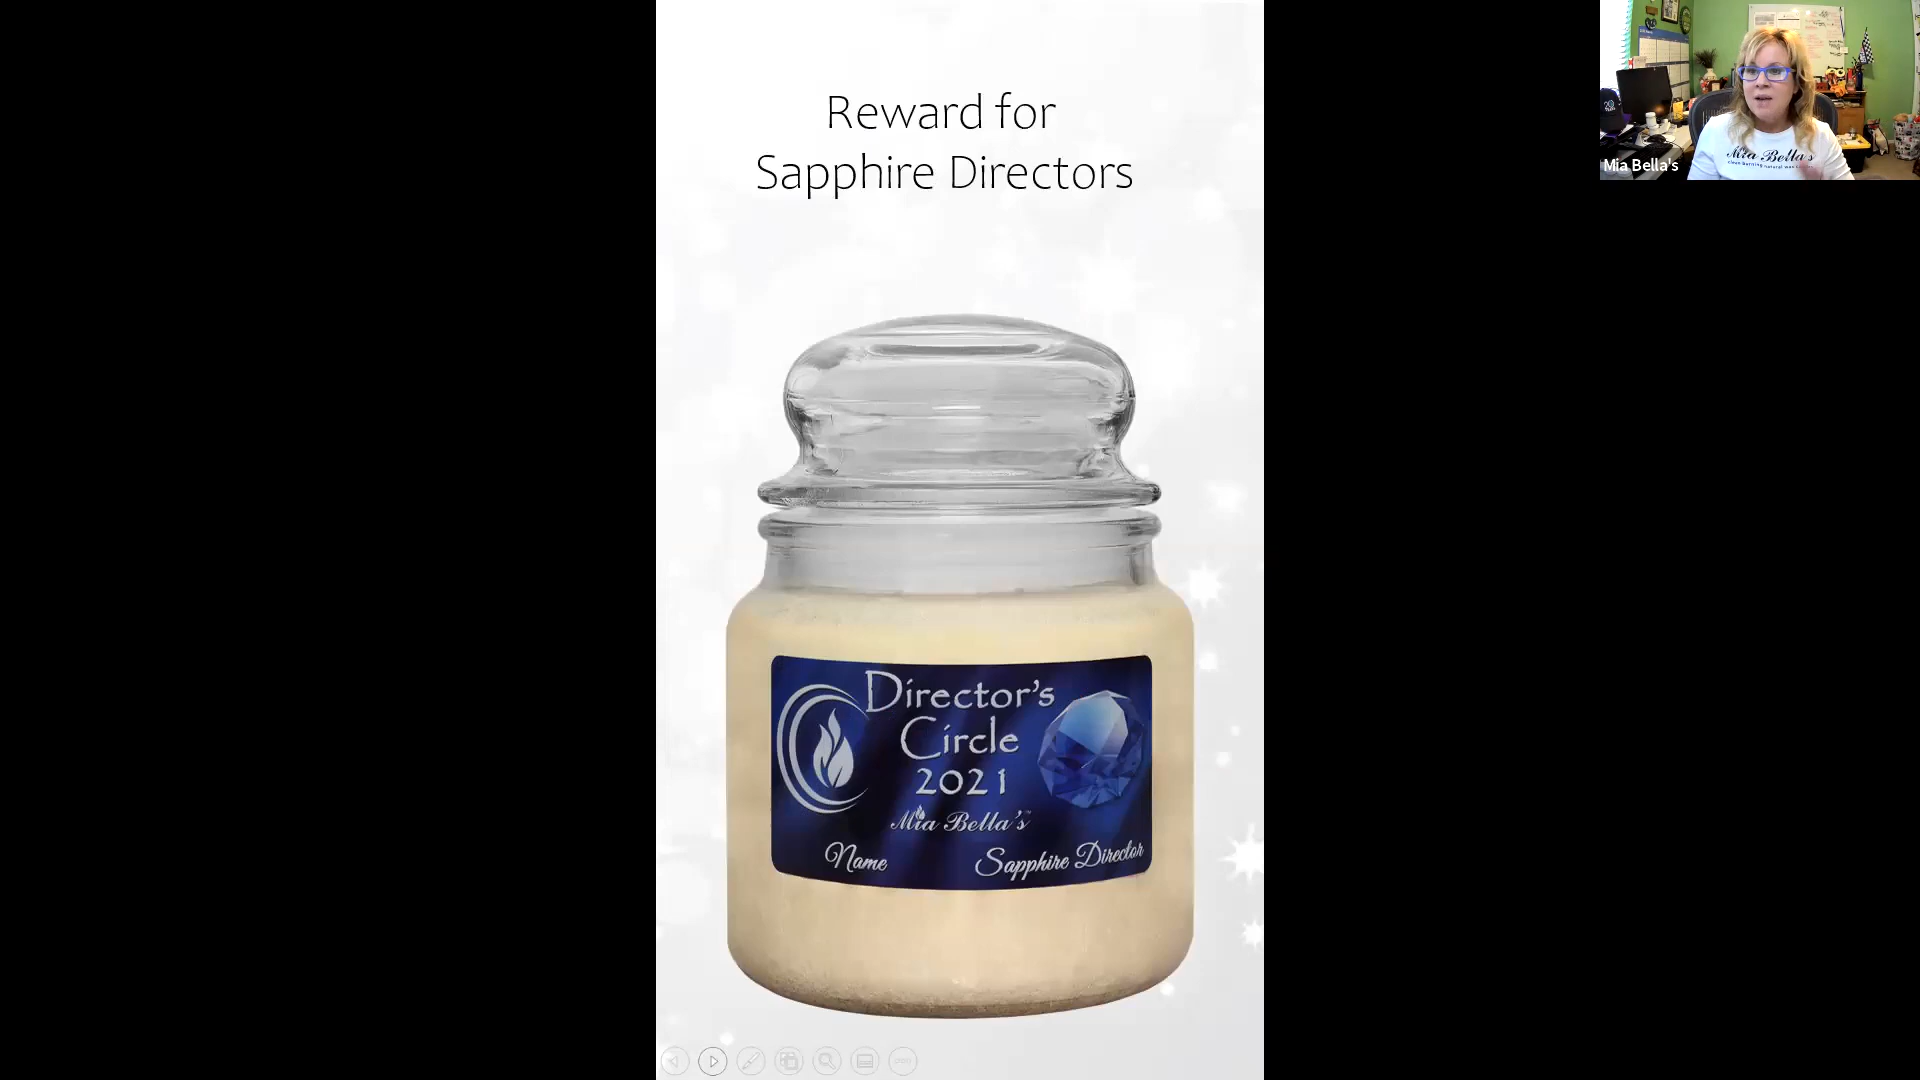 Reward for
Sapphire Directors
Director's
Circle
2021
Mia Bella's
Name
Sapphire Director
Mia Bella's
Mia Bella's